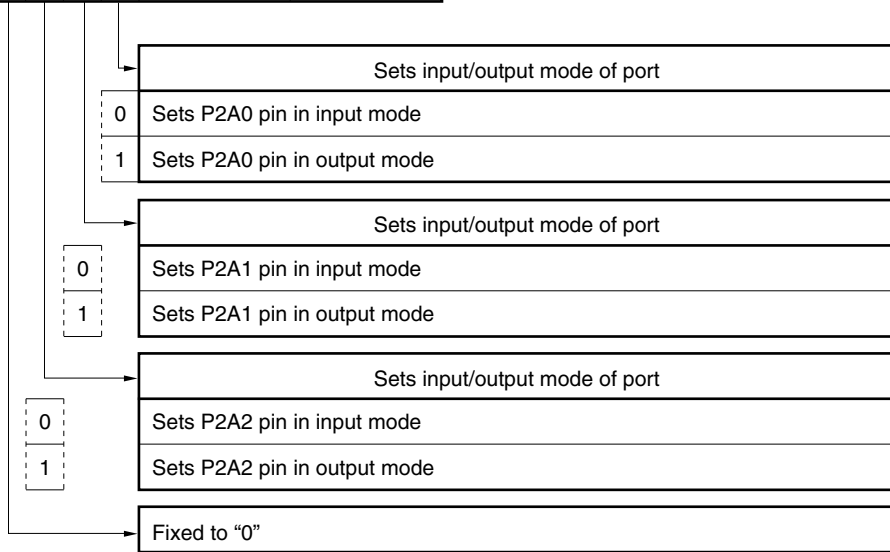 Sets input/output mode of port
0 Sets P2A0 pin in input mode
1 Sets P2A0 pin in output mode
Sets input/output mode of port
0 Sets P2A1 pin in input mode
1 Sets P2A1 pin in output mode
Sets input/output mode of port
0 Sets P2A2 pin in input mode
1 Sets P2A2 pin in output mode
Fixed to “0”